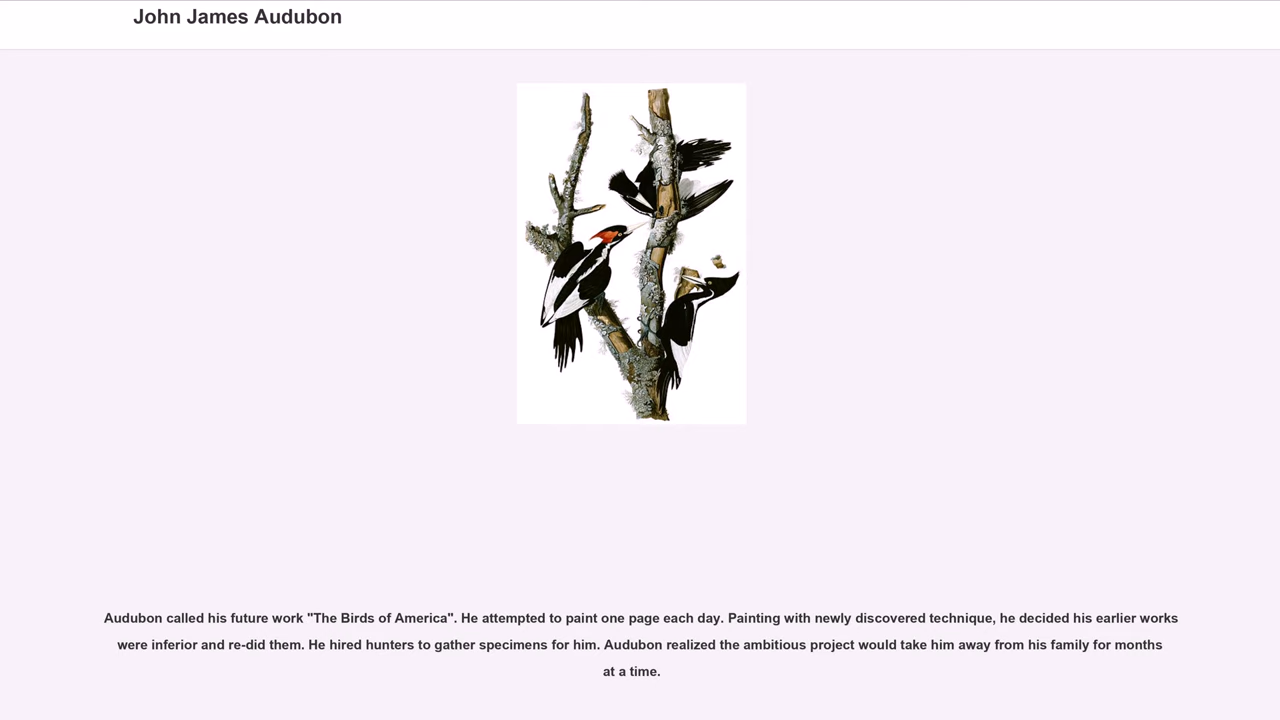 John James Audubon
Audubon called his future work "The Birds of America". He attempted to paint one page each day. Painting with newly discovered technique, he decided his earlier works
were inferior and re-did them. He hired hunters to gather specimens for him. Audubon realized the ambitious project would take him away from his family for months
at a time.